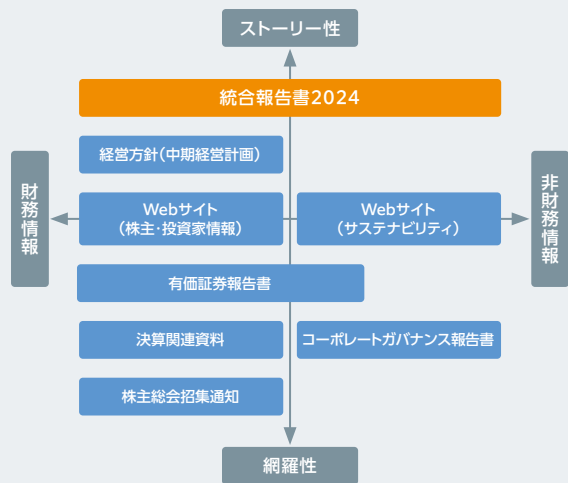 ストーリー性
統合報告書2024
経営方針（中期経営計画）
財務情報
Webサイト
（株主・投資家情報）
Webサイト
（サステナビリティ）
非財務情報
有価証券報告書
決算関連資料
コーポレートガバナンス報告書
株主総会招集通知
網羅性